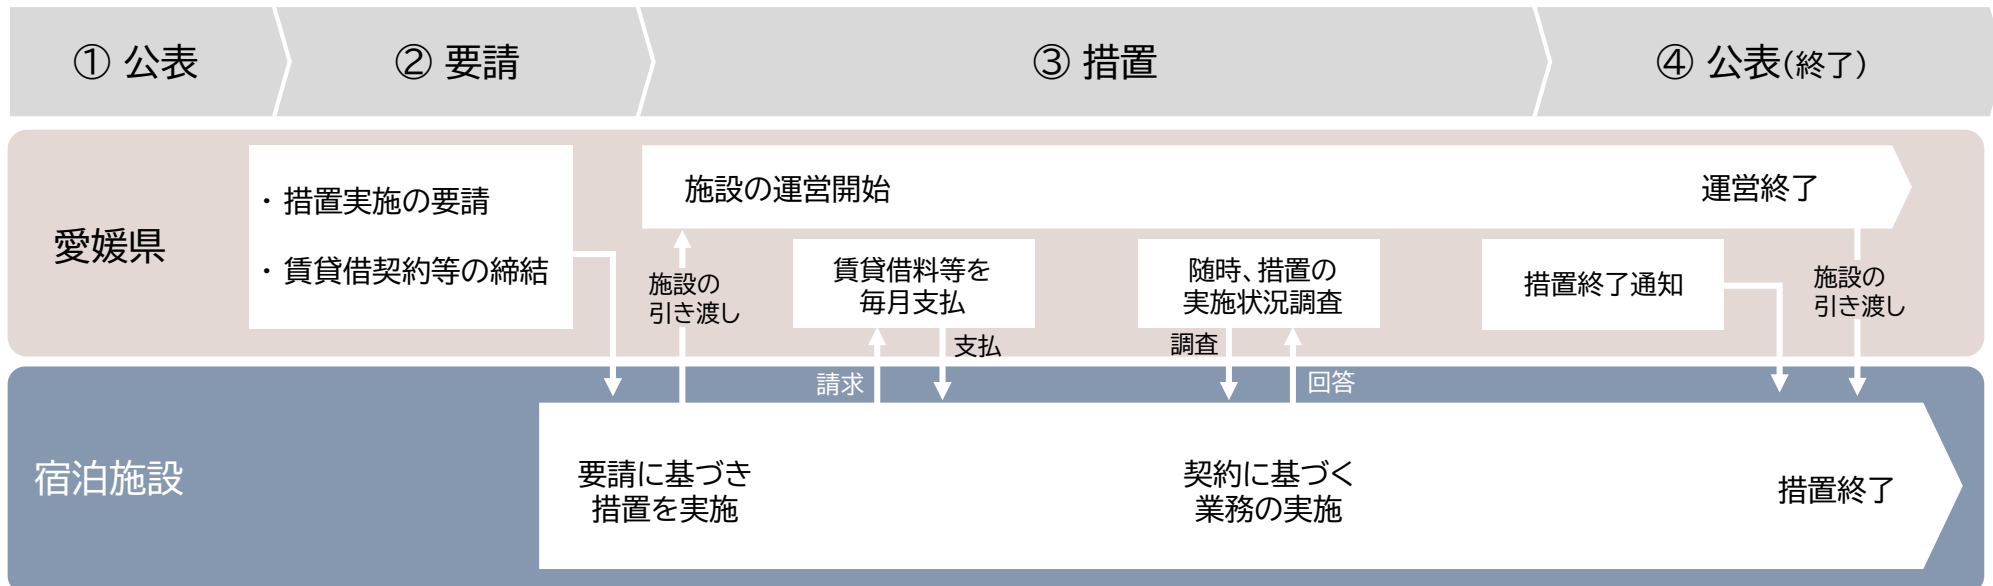 ① 公表
② 要請
③ 措置
④ 公表(終了)
愛媛県
・ 措置実施の要請
・ 賃貸借契約等の締結
施設の運営開始
運営終了
施設の
引き渡し
賃貸借料等を
毎月支払
随時、措置の
実施状況調査
措置終了通知
施設の
引き渡し
支払
調査
請求
回答
宿泊施設
要請に基づき
措置を実施
契約に基づく
業務の実施
措置終了